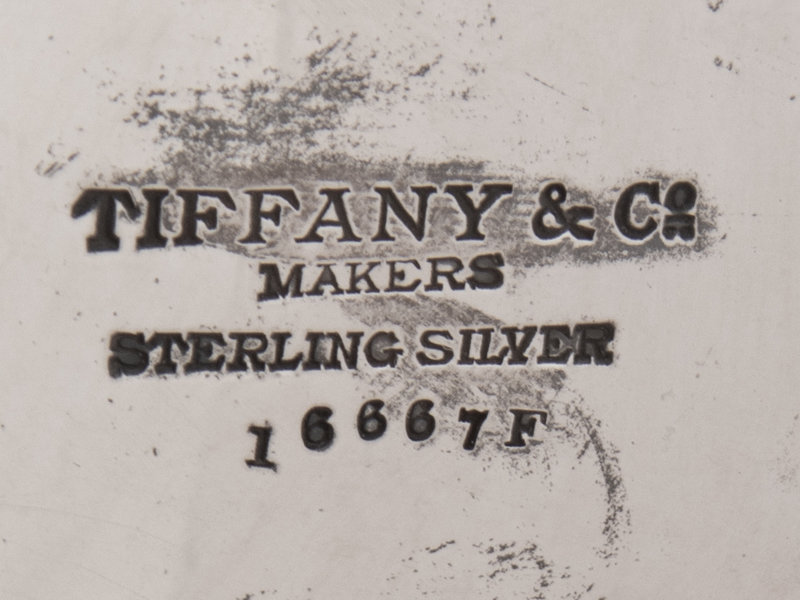 TIFFANY & Co
MAKERS
STERLING SILVER
16667F